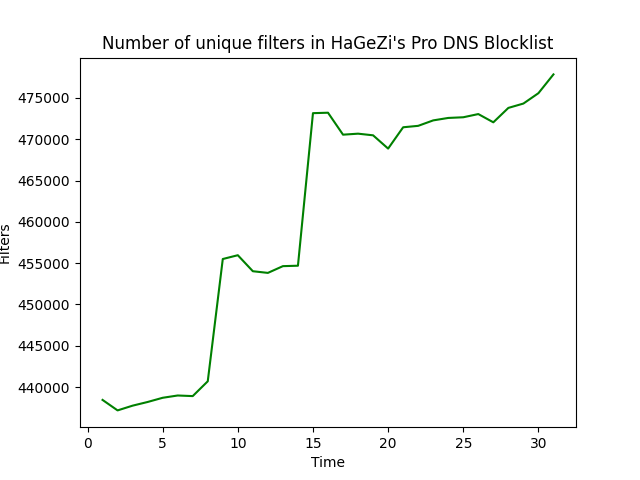 Number of unique filters in HaGeZi's Pro DNS Blocklist
475000
470000
465000
460000
455000
450000
445000
440000
Filters
0 5 10 15 20 25 30
Time